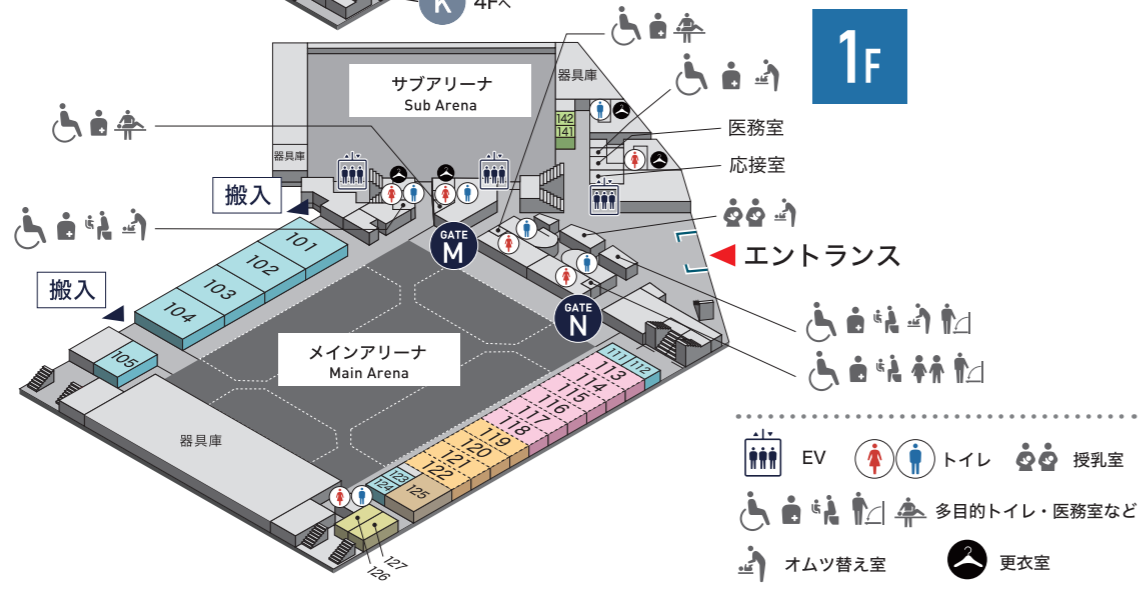 K 4Fへ
1F
サブアリーナ
Sub Arena
器具庫
142
141
医務室
応接室
器具庫
搬入
GATE
M
エントランス
101
102
103
104
搬入
GATE
N
105
メインアリーナ
Main Arena
111
112
113
114
115
116
117
118
119
120
121
122
123
124
125
126
127
器具庫
EV
トイレ
授乳室
多目的トイレ・医務室など
オムツ替え室
更衣室